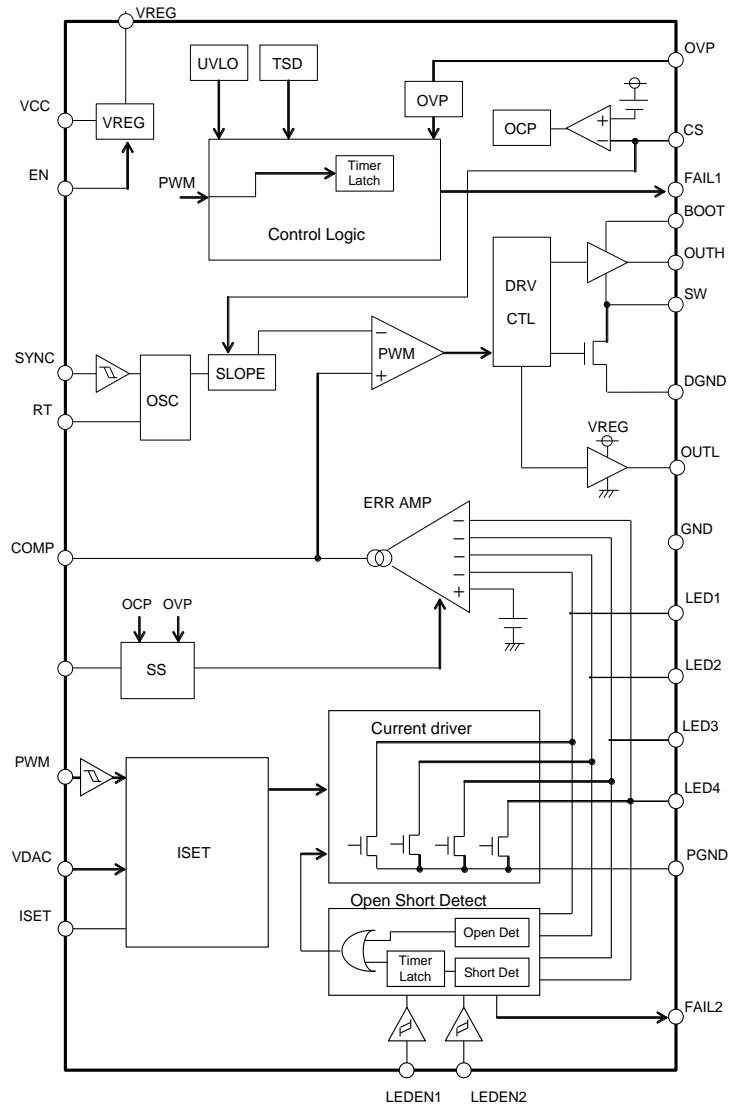 VREG
UVLO
TSD
OVP
VCC
VREG
OVP
OCP
+
−
CS
EN
PWM
Timer
Latch
FAIL1
Control Logic
BOOT
OUTH
DRV
CTL
SW
SYNC
OSC
SLOPE
−
PWM
+
DGND
RT
VREG
OUTL
ERR AMP
COMP
−
−
−
−
+
GND
OCP
OVP
LED1
SS
LED2
Current driver
LED3
PWM
LED4
ISET
VDAC
PGND
ISET
Open Short Detect
Open Det
Timer
Latch
Short Det
FAIL2
LEDEN1
LEDEN2